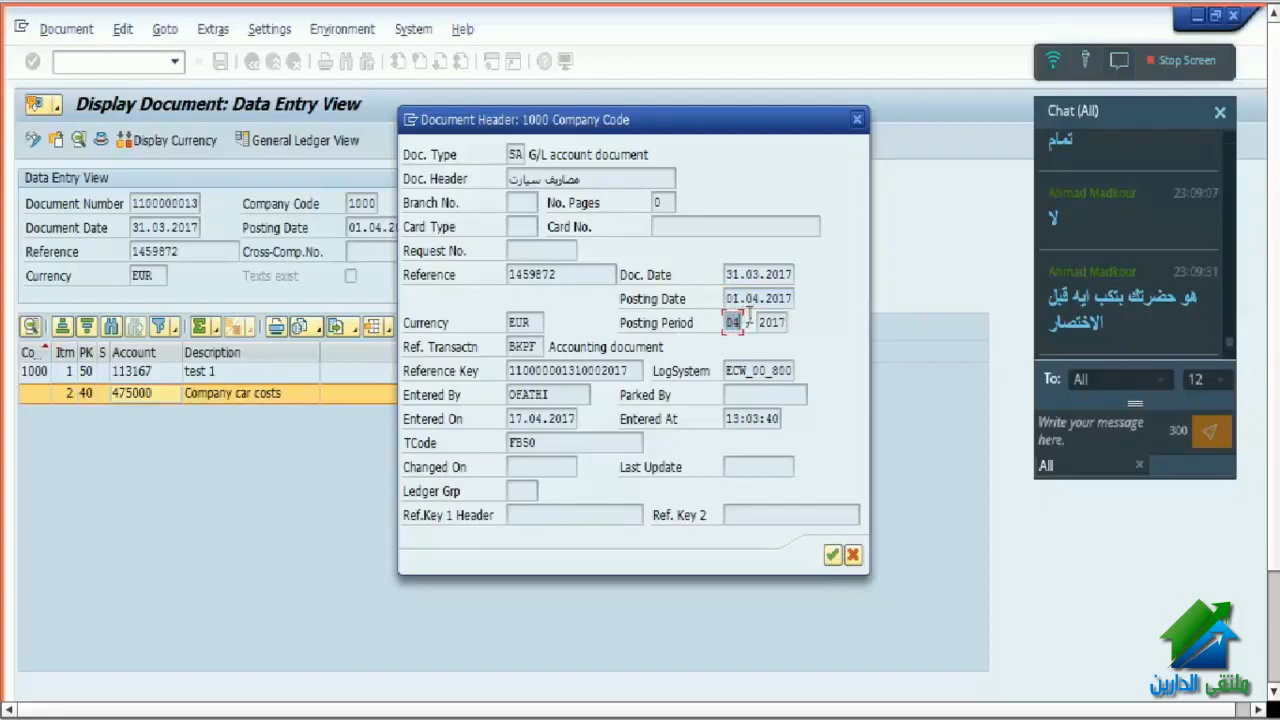 Document Edit Goto Extras Settings Environment System Help
Stop Screen
Display Document: Data Entry View
Display Currency General Ledger View
Data Entry View
Document Number 1100000013 Company Code 1000
Document Date 31.03.2017 Posting Date 01.04.20
Reference 1459872 Cross-Comp.No.
Currency EUR Texts exist
Co... Itm PK S Account Description
1000 1 50 113167 test 1
2 40 475000 Company car costs
Document Header: 1000 Company Code
Doc. Type SA G/L account document
Doc. Header مصاريف سيارت
Branch No. No. Pages 0
Card Type Card No.
Request No.
Reference 1459872 Doc. Date 31.03.2017
Posting Date 01.04.2017
Currency EUR Posting Period 04 / 2017
Ref. Transactn BKPF Accounting document
Reference Key 110000001310002017 LogSystem ECW_00_800
Entered By OFATHI Parked By
Entered On 17.04.2017 Entered At 13:03:40
TCode FB50
Changed On Last Update
Ledger Grp
Ref.Key 1 Header Ref. Key 2
Chat (All)
تمام
Ahmad Madkour 23:09:07
لا
Ahmad Madkour 23:09:31
هو حضرتك بتكب ايه قبل
الاختصار
To: All 12
Write your message
here. 300
All
ملتقى الدارين